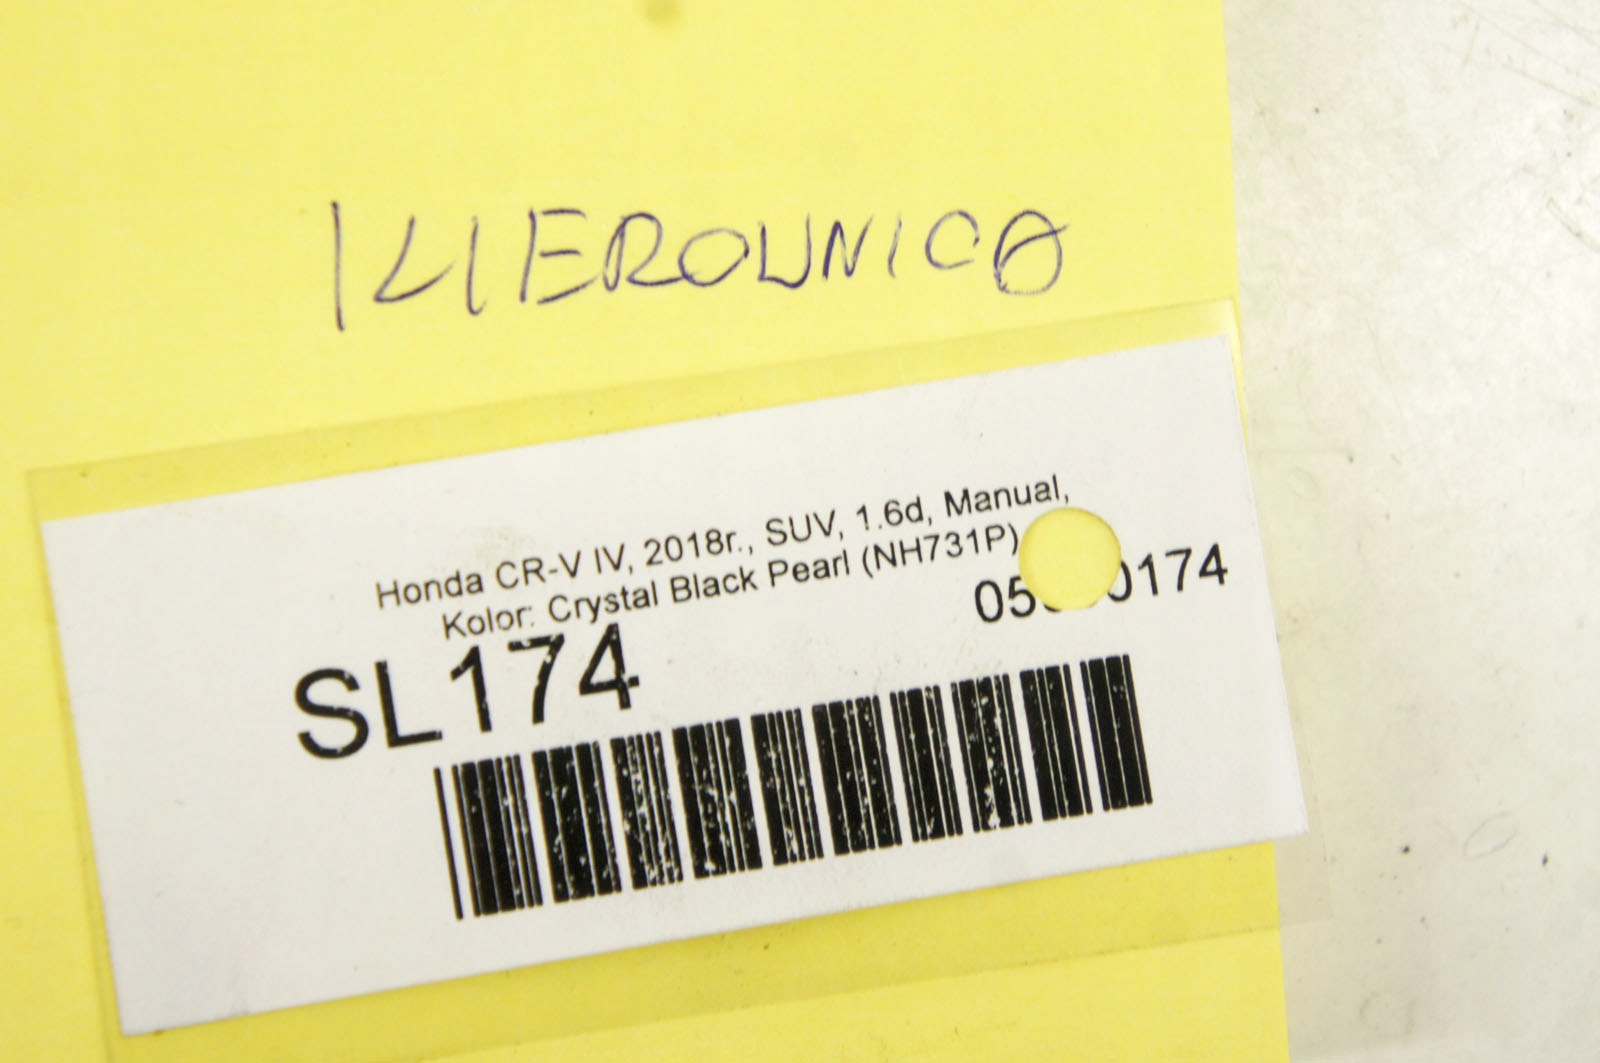 KIEROWNICA
Honda CR-V IV, 2018r., SUV, 1.6d, Manual,
Kolor: Crystal Black Pearl (NH731P)
SL174